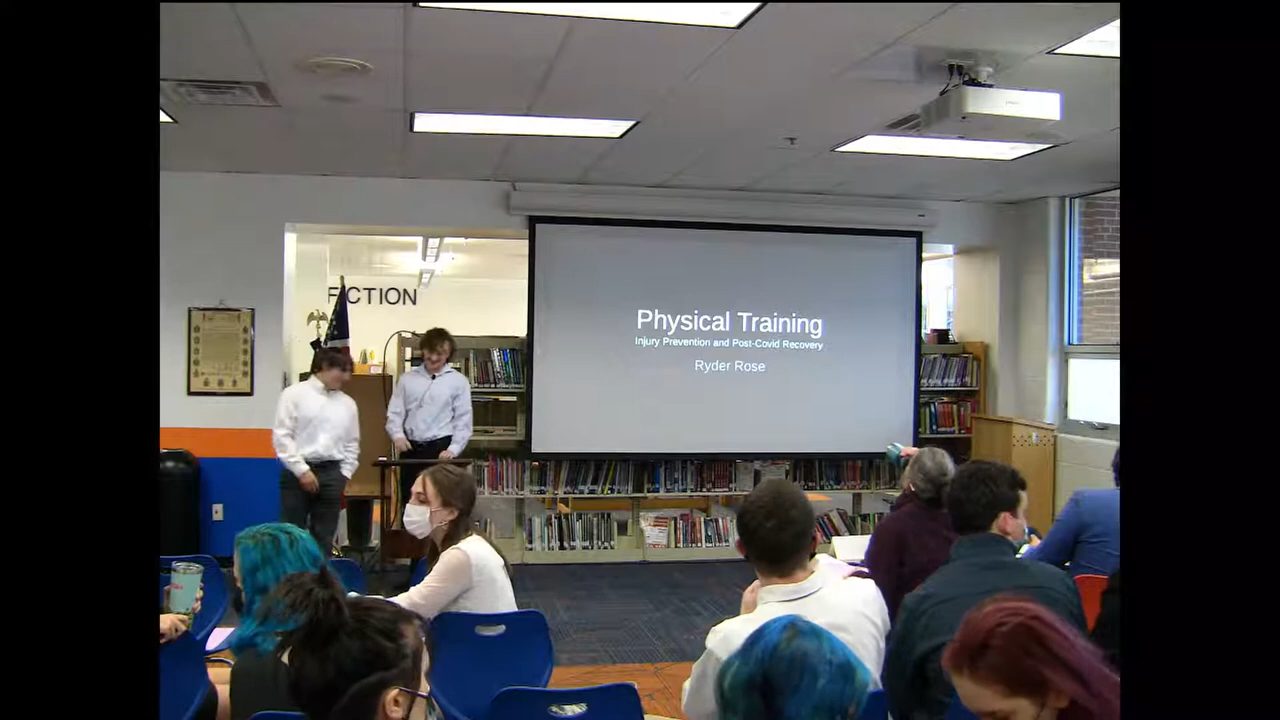 FICTION
Physical Training
Injury Prevention and Post-Covid Recovery
Ryder Rose